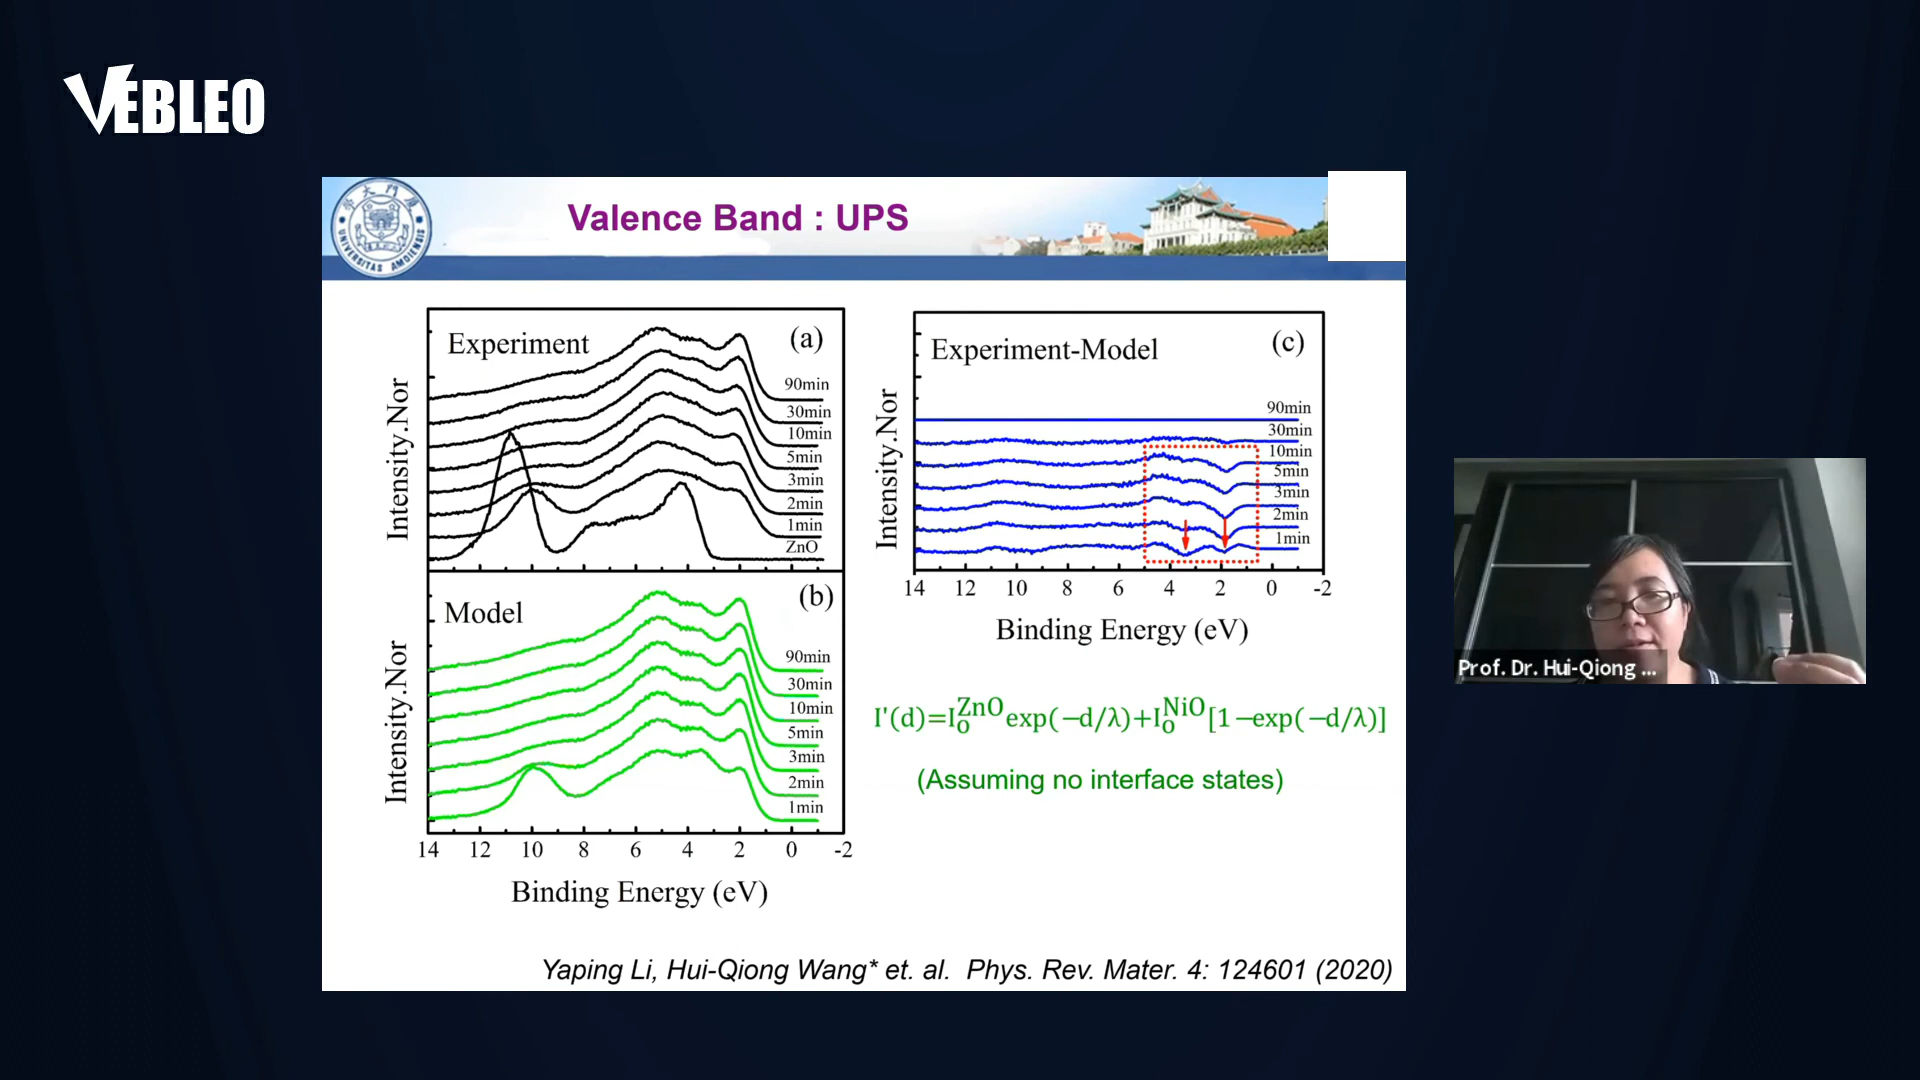 VEBLEO
Valence Band : UPS
UNIVERSITAS AMOIENSIS
Experiment
(a)
Intensity.Nor
90min
30min
10min
5min
3min
2min
1min
ZnO
Model
(b)
Intensity.Nor
90min
30min
10min
5min
3min
2min
1min
14 12 10 8 6 4 2 0 -2
Binding Energy (eV)
Experiment-Model
(c)
Intensity.Nor
90min
30min
10min
5min
3min
2min
1min
14 12 10 8 6 4 2 0 -2
Binding Energy (eV)
I'(d)=I₀ᶻⁿᴼexp(−d/λ)+I₀ᴺⁱᴼ[1−exp(−d/λ)]
(Assuming no interface states)
Yaping Li, Hui-Qiong Wang* et. al. Phys. Rev. Mater. 4: 124601 (2020)
Prof. Dr. Hui-Qiong ...